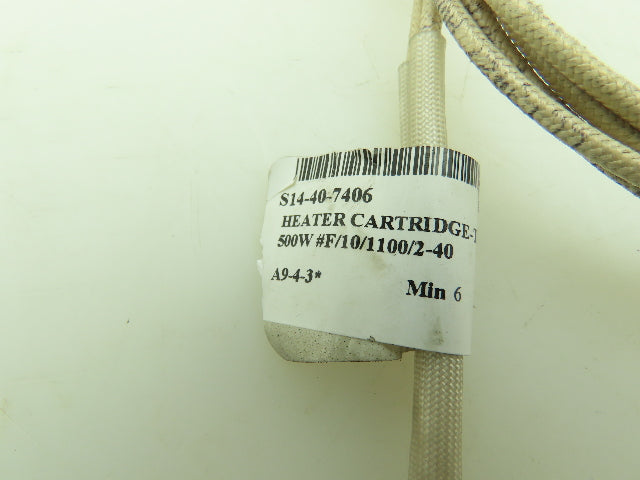 S14-40-7406
HEATER CARTRIDGE-
500W #F/10/1100/2-40
A9-4-3*
Min 6